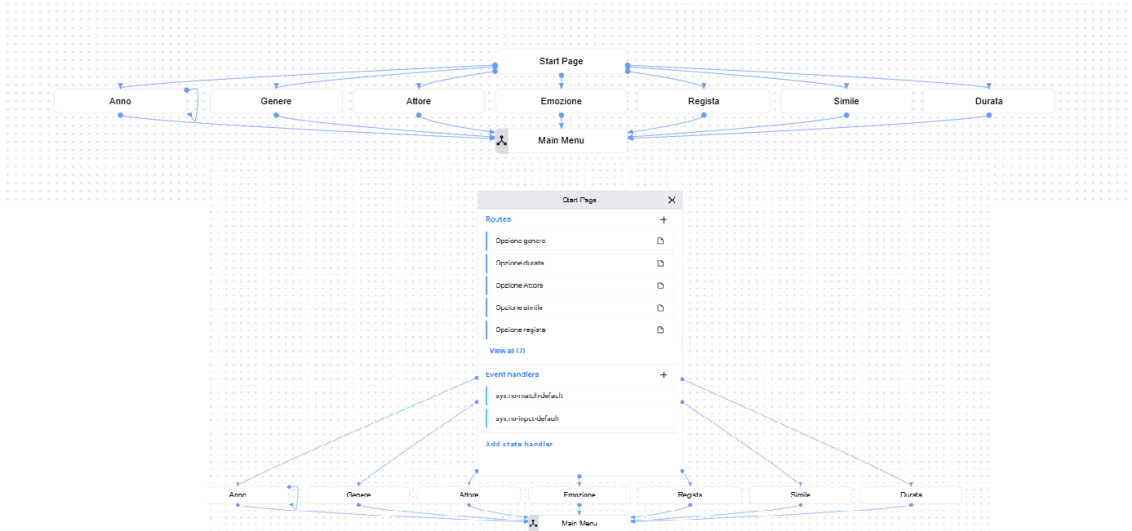 Start Page
Anno Genere Attore Emozione Regista Simile Durata
Main Menu
Start Page
Routes
Opzione genere
Opzione durata
Opzione Attore
Opzione simile
Opzione regista
View all (7)
Event handlers
sys.no-match-default
sys.no-input-default
Add state handler
Anno Genere Attore Emozione Regista Simile Durata
Main Menu